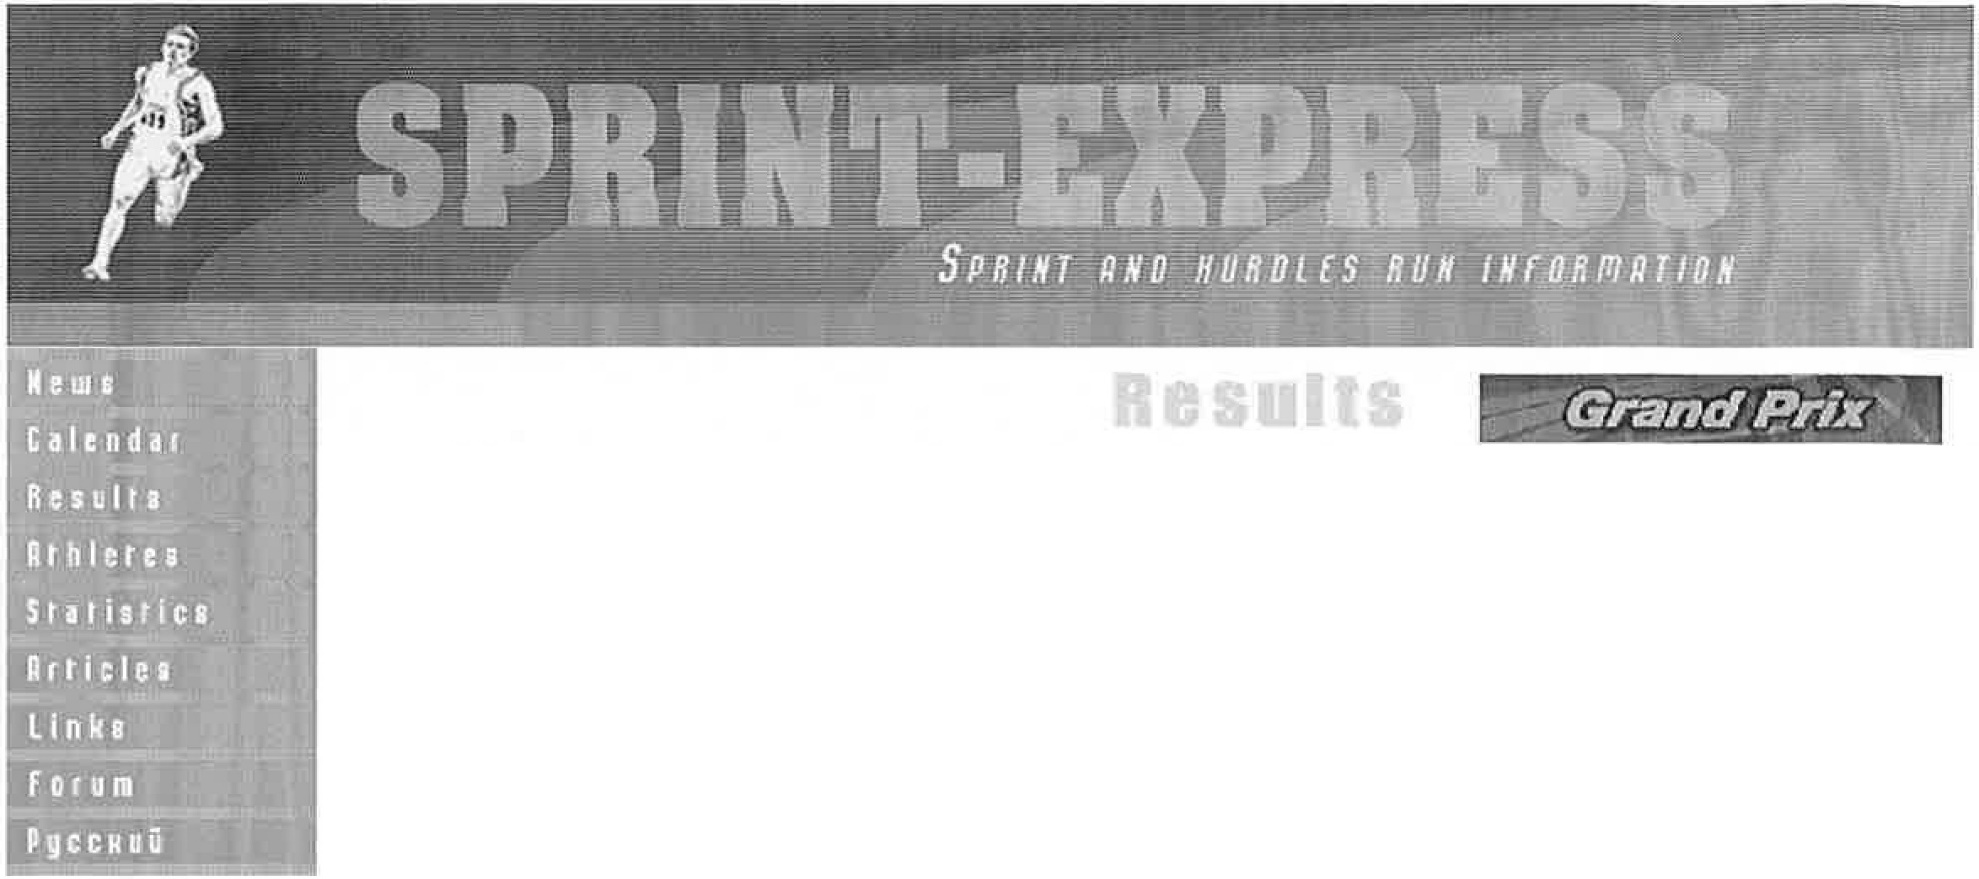 SPRINT-EXPRESS
SPRINT AND HURDLES RUN INFORMATION
News
Calendar
Results
Athletes
Statistics
Articles
Links
Forum
Русский
Results
Grand Prix